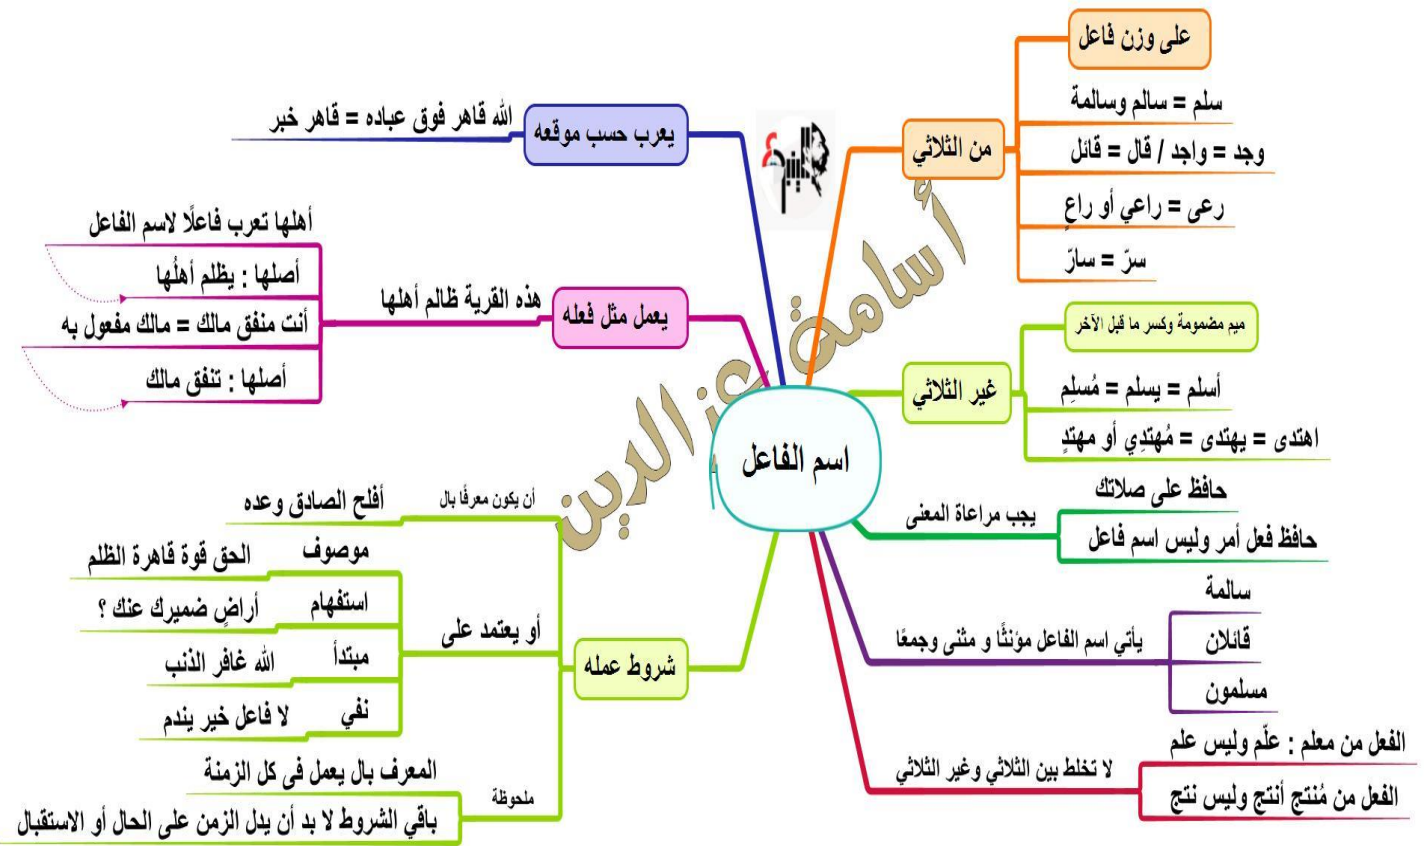 اسم الفاعل
من الثلاثي
على وزن فاعل
سلم = سالم وسالمة
وجد = واجد / قال = قائل
رعى = راعي أو راعٍ
سرّ = سارّ
غير الثلاثي
ميم مضمومة وكسر ما قبل الآخر
أسلم = يسلم = مُسلِم
اهتدى = يهتدى = مُهتدِي أو مهتدٍ
يجب مراعاة المعنى
حافظ على صلاتك
حافظ فعل أمر وليس اسم فاعل
يأتي اسم الفاعل مؤنثًا و مثنى وجمعًا
سالمة
قائلان
مسلمون
لا تخلط بين الثلاثي وغير الثلاثي
الفعل من معلم : علّم وليس علم
الفعل من مُنتج أنتج وليس نتج
يعرب حسب موقعه
الله قاهر فوق عباده = قاهر خبر
يعمل مثل فعله
هذه القرية ظالم أهلها
أهلها تعرب فاعلًا لاسم الفاعل
أصلها : يظلم أهلُها
أنت منفق مالك = مالك مفعول به
أصلها : تنفق مالك
شروط عمله
أن يكون معرفًا بال
أفلح الصادق وعده
أو يعتمد على
موصوف
الحق قوة قاهرة الظلم
استفهام
أراضٍ ضميرك عنك ؟
مبتدأ
الله غافر الذنب
نفي
لا فاعل خير يندم
ملحوظة
المعرف بال يعمل فى كل الزمنة
باقي الشروط لا بد أن يدل الزمن على الحال أو الاستقبال
أسامة عز الدين